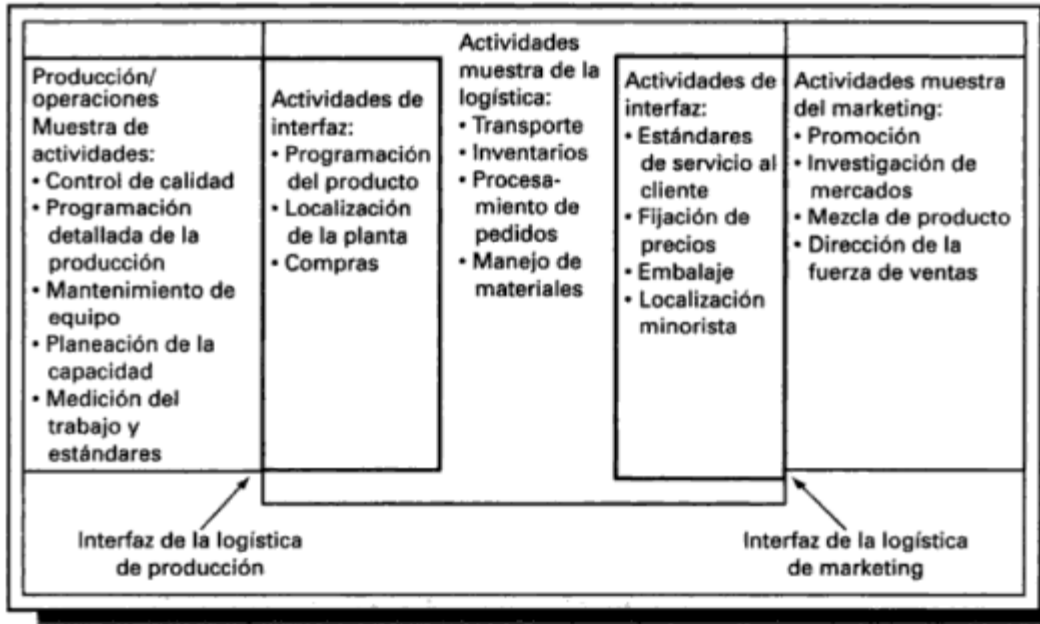 Producción/
operaciones
Muestra de
actividades:
• Control de calidad
• Programación
detallada de la
producción
• Mantenimiento de
equipo
• Planeación de la
capacidad
• Medición del
trabajo y
estándares
Actividades de
interfaz:
• Programación
del producto
• Localización
de la planta
• Compras
Actividades
muestra de la
logística:
• Transporte
• Inventarios
• Procesa-
miento de
pedidos
• Manejo de
materiales
Actividades de
interfaz:
• Estándares
de servicio al
cliente
• Fijación de
precios
• Embalaje
• Localización
minorista
Actividades muestra
del marketing:
• Promoción
• Investigación de
mercados
• Mezcla de producto
• Dirección de la
fuerza de ventas
Interfaz de la logística
de producción
Interfaz de la logística
de marketing